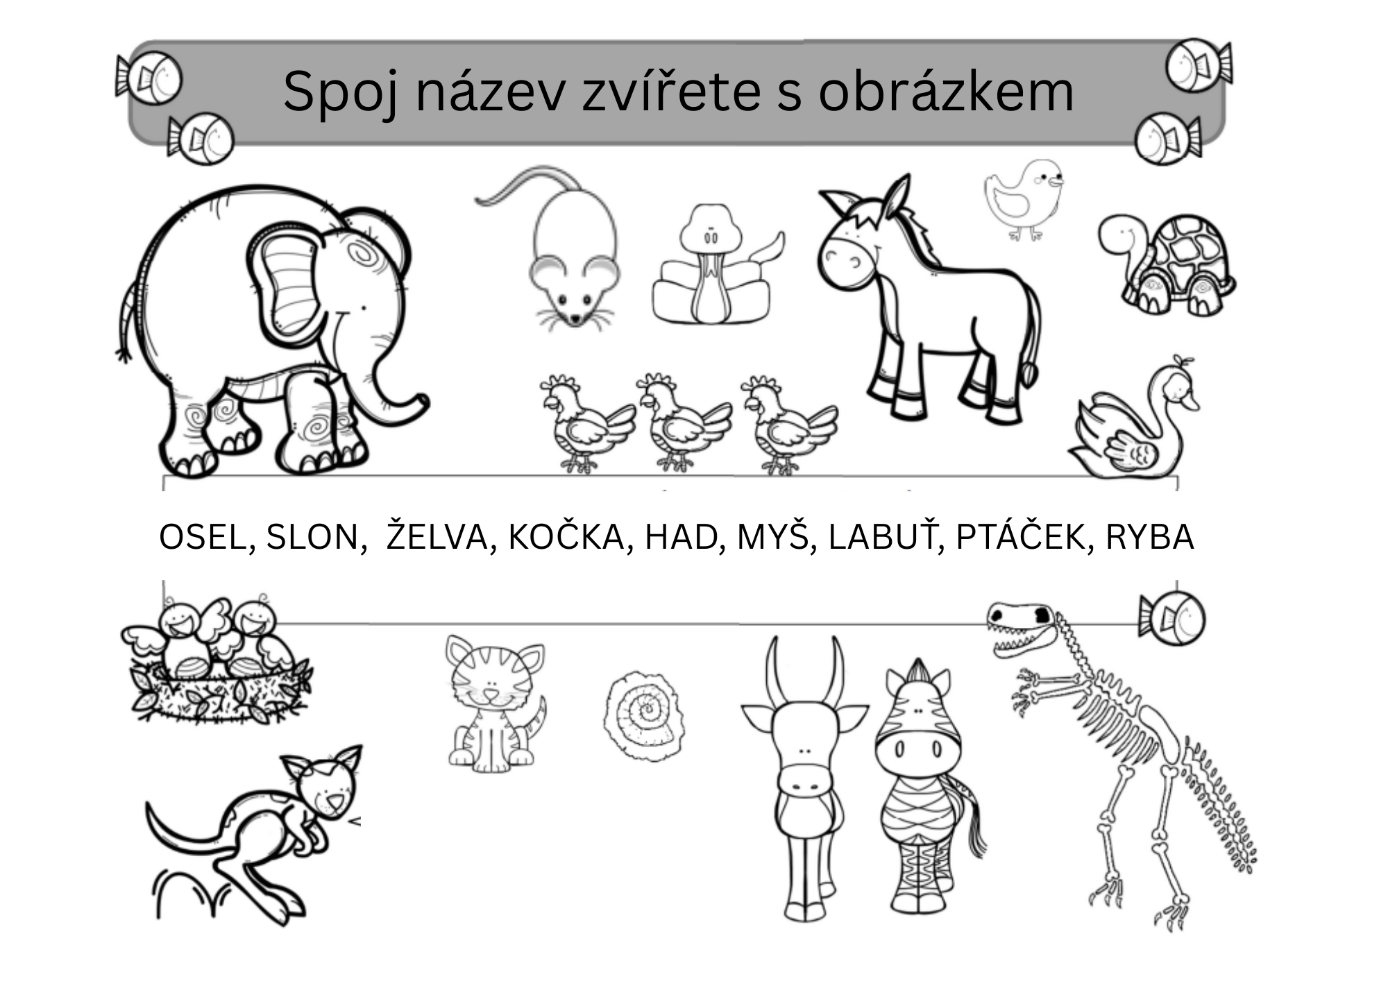 Spoj název zvířete s obrázkem
OSEL, SLON, ŽELVA, KOČKA, HAD, MYŠ, LABUŤ, PTÁČEK, RYBA